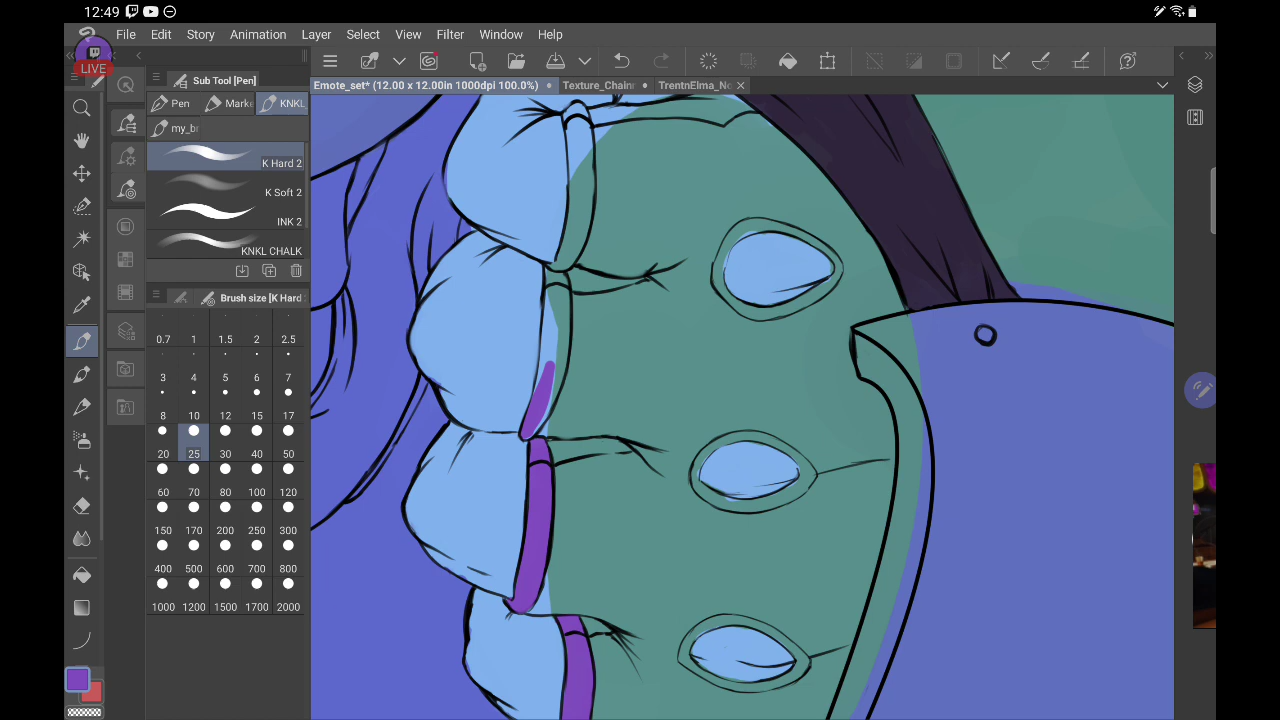 12:49
File Edit Story Animation Layer Select View Filter Window Help
LIVE
Sub Tool [Pen]
Emote_set* (12.00 x 12.00in 1000dpi 100.0%) Texture_Chain TrentnElma_No
Pen Marke KNKL
my_br
K Hard 2
K Soft 2
INK 2
KNKL CHALK
Brush size [K Hard
0.7 1 1.5 2 2.5
3 4 5 6 7
8 10 12 15 17
20 25 30 40 50
60 70 80 100 120
150 170 200 250 300
400 500 600 700 800
1000 1200 1500 1700 2000